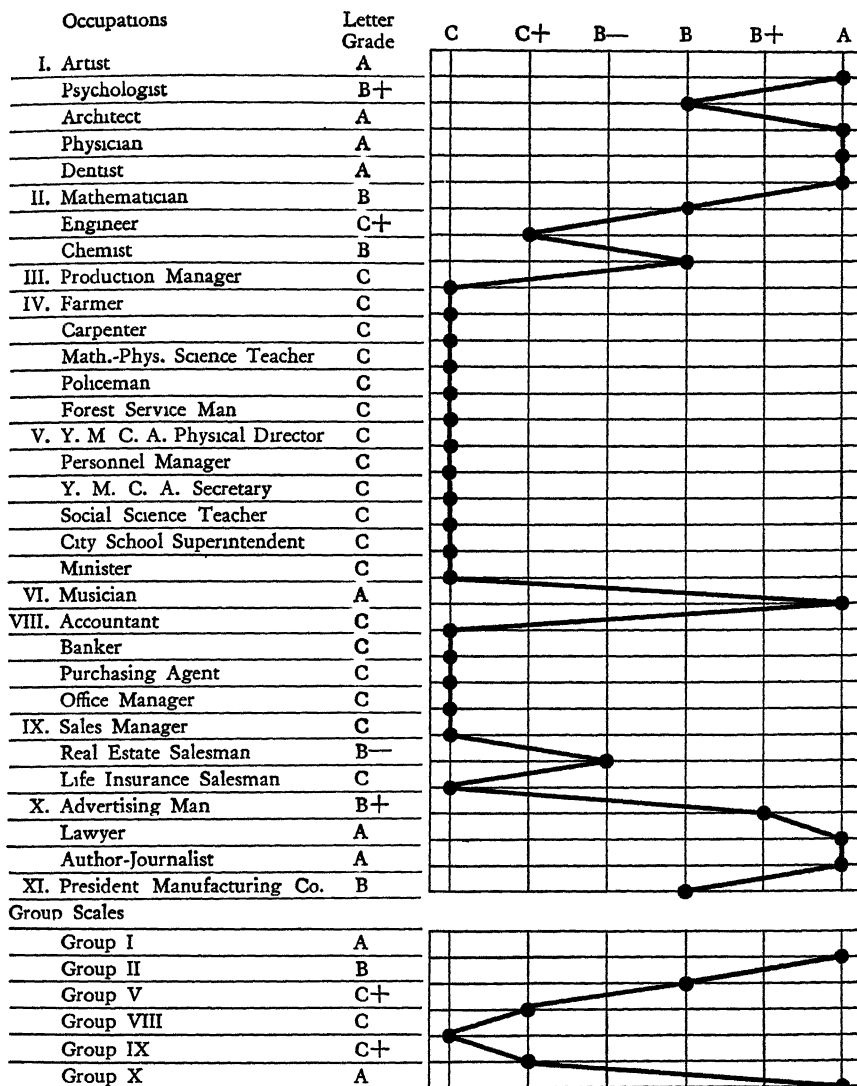 Occupations Letter Grade C C+ B— B B+ A
I. Artist A
Psychologist B+
Architect A
Physician A
Dentist A
II. Mathematician B
Engineer C+
Chemist B
III. Production Manager C
IV. Farmer C
Carpenter C
Math.-Phys. Science Teacher C
Policeman C
Forest Service Man C
V. Y. M C. A. Physical Director C
Personnel Manager C
Y. M. C. A. Secretary C
Social Science Teacher C
City School Superintendent C
Minister C
VI. Musician A
VIII. Accountant C
Banker C
Purchasing Agent C
Office Manager C
IX. Sales Manager C
Real Estate Salesman B—
Life Insurance Salesman C
X. Advertising Man B+
Lawyer A
Author-Journalist A
XI. President Manufacturing Co. B
Group Scales
Group I A
Group II B
Group V C+
Group VIII C
Group IX C+
Group X A